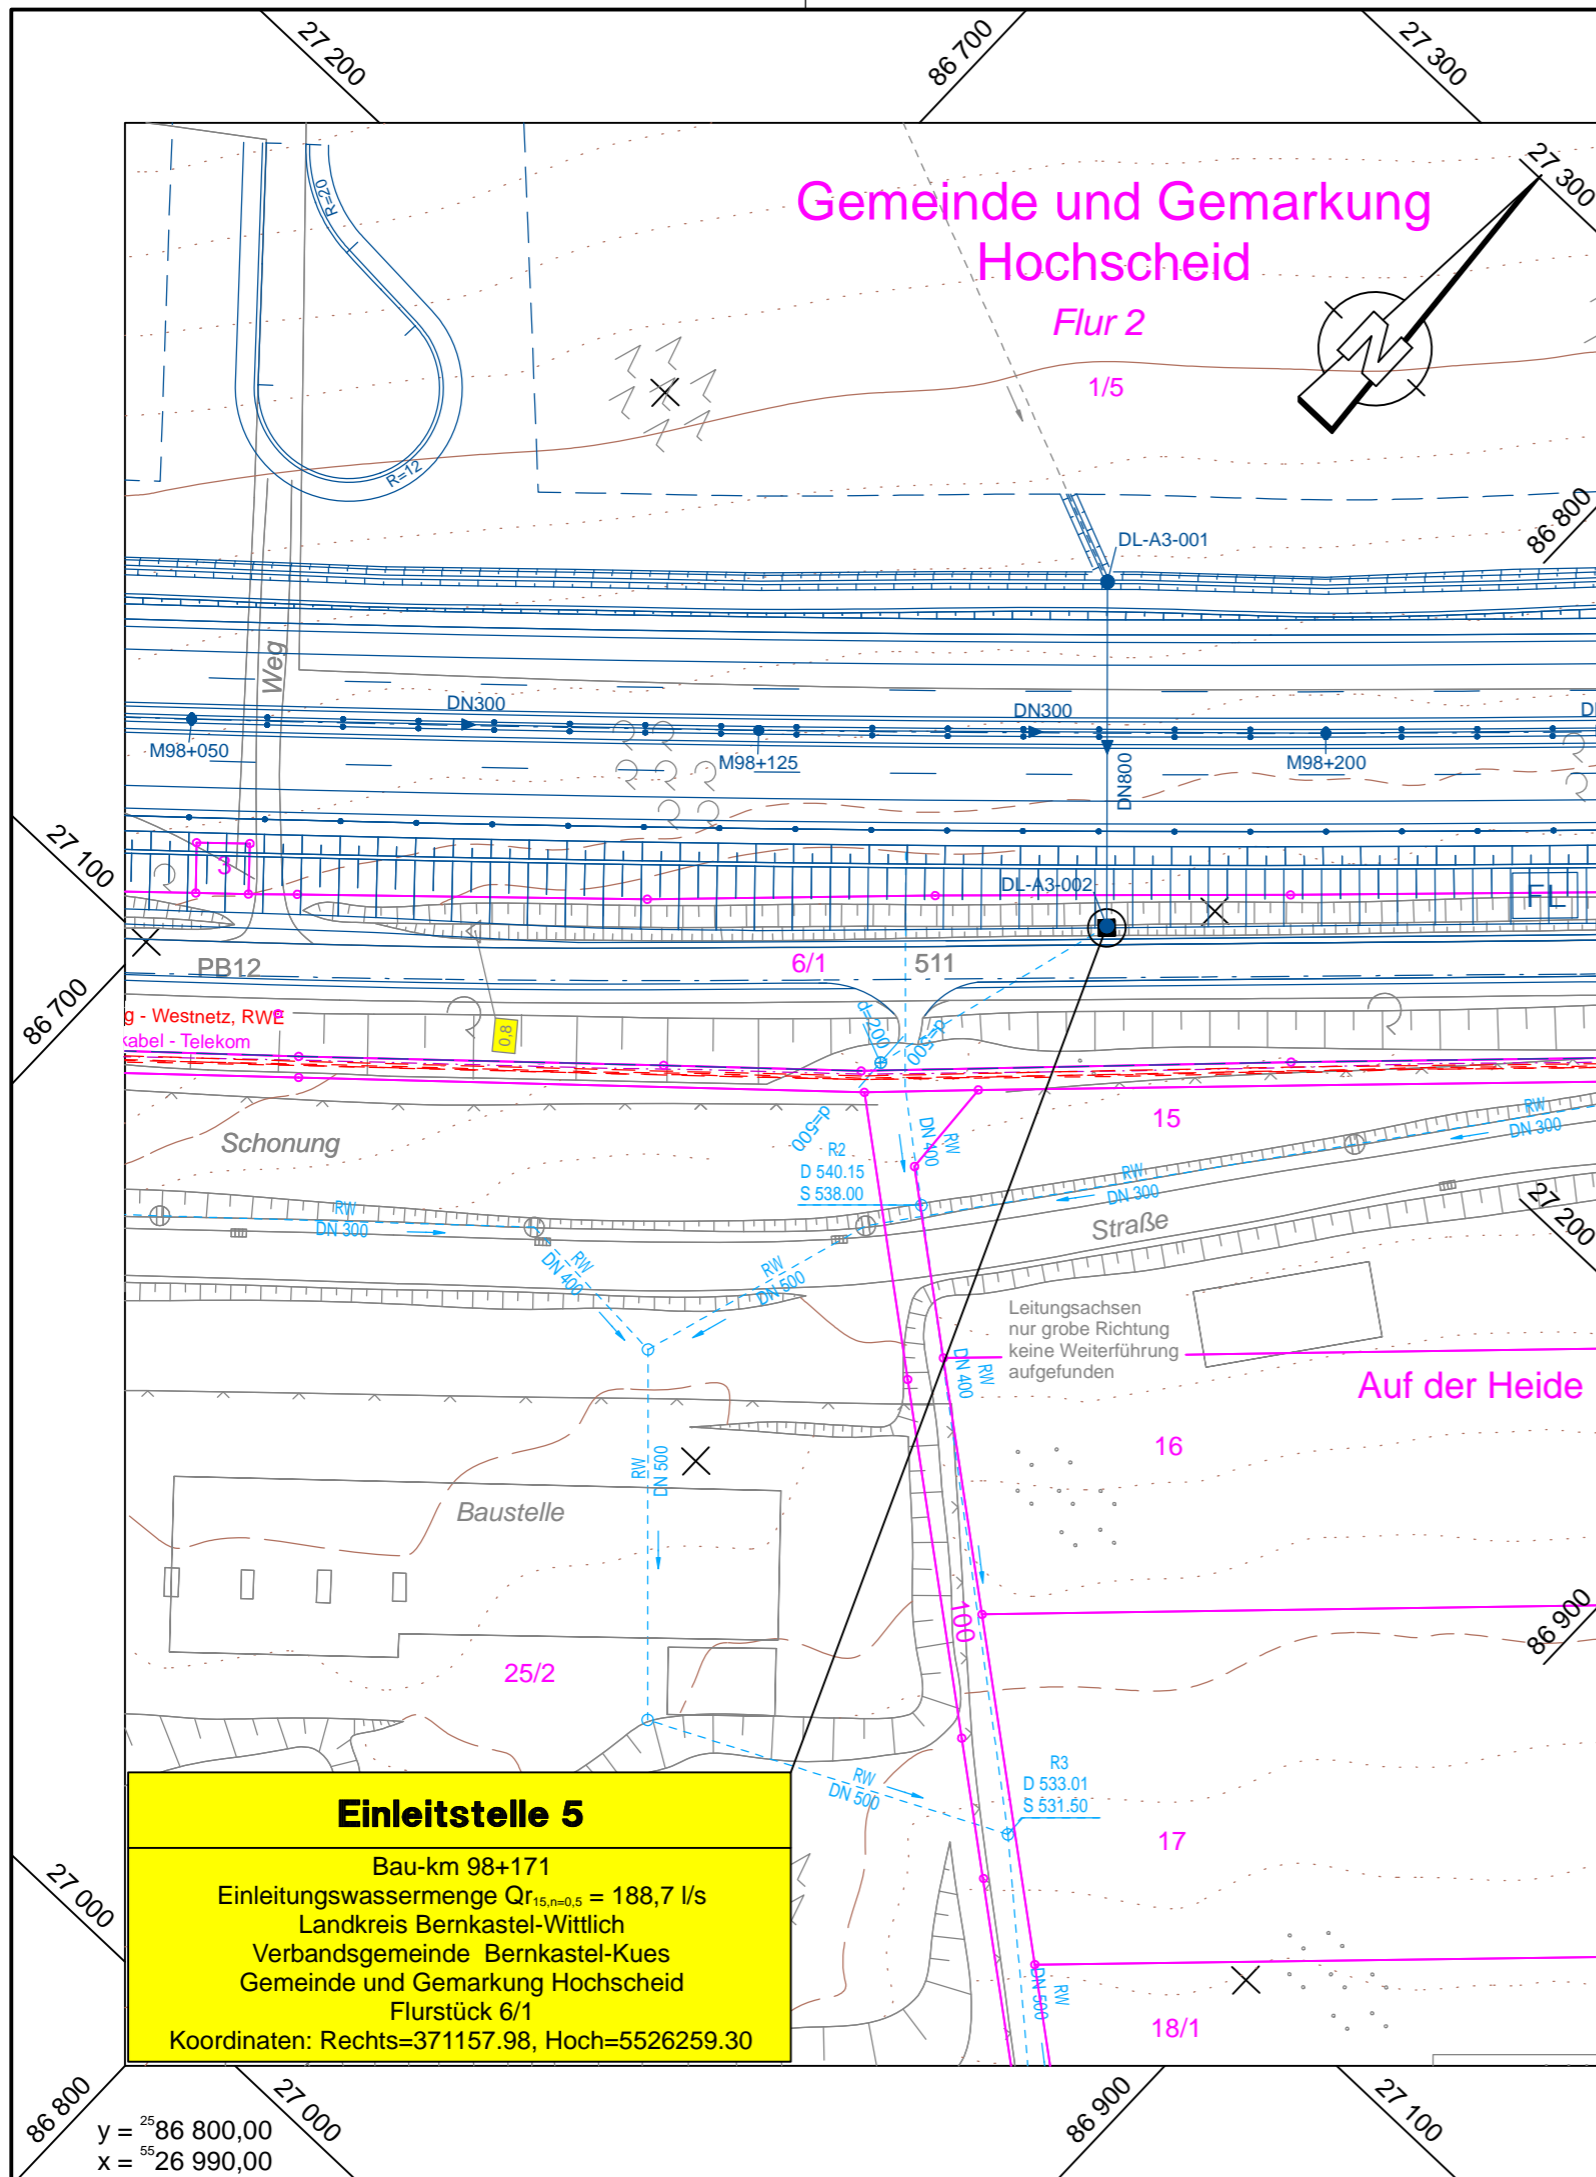 27 200
86 700
27 300
27 300
R=20
Gemeinde und Gemarkung
Hochscheid
Flur 2
1/5
R=12
86 800
DL-A3-001
Weg
DN300
DN300
M98+050
M98+125
M98+200
DN800
27 100
3
DL-A3-002
FL
PB12
6/1
511
86 700
g - Westnetz, RWE
kabel - Telekom
0,8
d=200
d=500
d=500
15
RW
DN 300
RW
DN 400
R2
D 540.15
S 538.00
Schonung
RW
DN 300
RW
DN 300
Straße
27 200
RW
DN 400
RW
DN 500
Leitungsachsen
nur grobe Richtung
keine Weiterführung
aufgefunden
RW
DN 400
Auf der Heide
16
RW
DN 500
Baustelle
100
86 900
25/2
R3
D 533.01
S 531.50
RW
DN 500
17
Einleitstelle 5
Bau-km 98+171
Einleitungswassermenge Qr15,n=0,5 = 188,7 l/s
Landkreis Bernkastel-Wittlich
Verbandsgemeinde Bernkastel-Kues
Gemeinde und Gemarkung Hochscheid
Flurstück 6/1
Koordinaten: Rechts=371157.98, Hoch=5526259.30
27 000
RW
DN 500
18/1
86 800
27 000
86 900
27 100
y = 2586 800,00
x = 5526 990,00